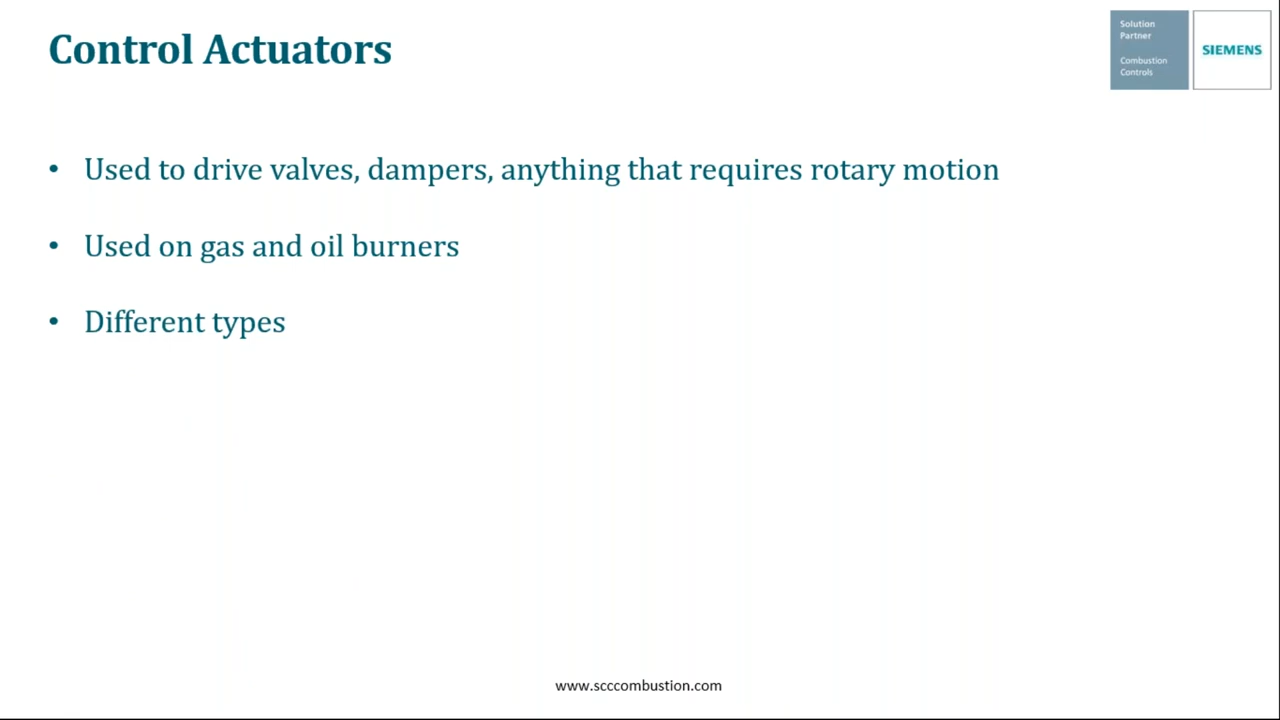 Control Actuators
Solution
Partner
Combustion
Controls
SIEMENS
• Used to drive valves, dampers, anything that requires rotary motion
• Used on gas and oil burners
• Different types
www.scccombustion.com